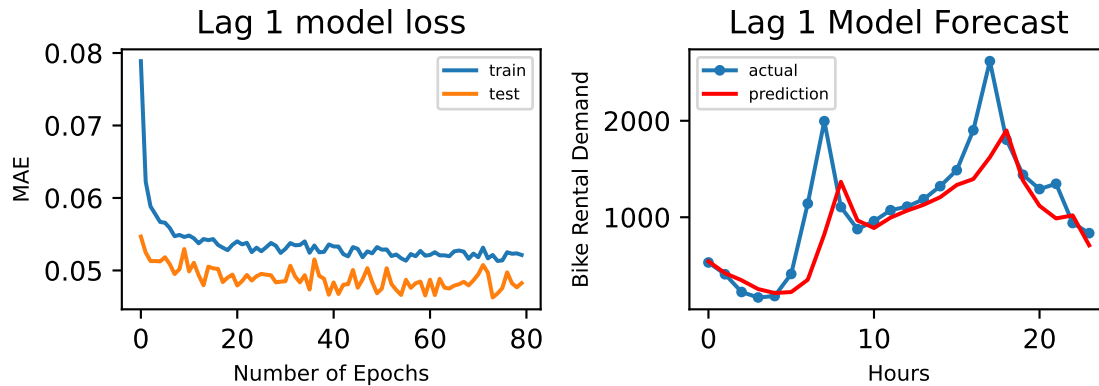 Lag 1 model loss
0.08
0.07
0.06
0.05
MAE
train
test
0
20
40
60
80
Number of Epochs
Lag 1 Model Forecast
2000
1000
Bike Rental Demand
actual
prediction
0
10
20
Hours